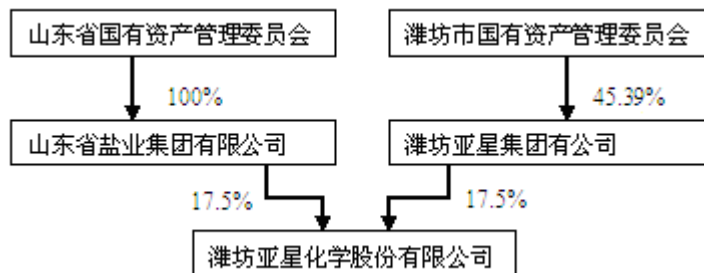 山东省国有资产管理委员会
潍坊市国有资产管理委员会
100%
45.39%
山东省盐业集团有限公司
潍坊亚星集团有公司
17.5%
17.5%
潍坊亚星化学股份有限公司